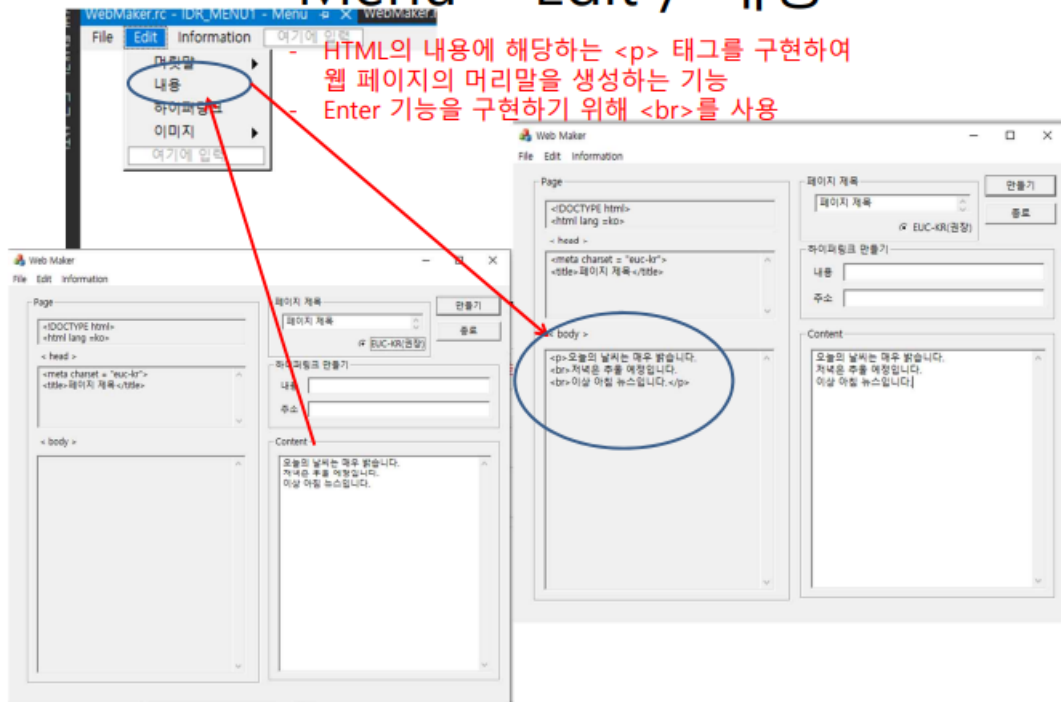 Menu - Edit / 내용
WebMaker.rc - IDR_MENU1 - Menu
WebMaker.
File Edit Information 여기에 입력
머릿말
내용
하이퍼링크
이미지
여기에 입력
- HTML의 내용에 해당하는 <p> 태그를 구현하여
웹 페이지의 머리말을 생성하는 기능
- Enter 기능을 구현하기 위해 <br>를 사용
Web Maker
File Edit Information
Page
<!DOCTYPE html>
<html lang =ko>
< head >
<meta charset = "euc-kr">
<title>페이지 제목</title>
< body >
<p>오늘의 날씨는 매우 밝습니다.
<br>저녁은 추울 예정입니다.
<br>이상 아침 뉴스입니다.</p>
페이지 제목
페이지 제목
EUC-KR(권장)
만들기
종료
하이퍼링크 만들기
내용
주소
Content
오늘의 날씨는 매우 밝습니다.
저녁은 추울 예정입니다.
이상 아침 뉴스입니다.
Web Maker
File Edit Information
Page
<!DOCTYPE html>
<html lang =ko>
< head >
<meta charset = "euc-kr">
<title>페이지 제목</title>
< body >
페이지 제목
페이지 제목
EUC-KR(권장)
만들기
종료
하이퍼링크 만들기
내용
주소
Content
오늘의 날씨는 매우 밝습니다.
저녁은 추울 예정입니다.
이상 아침 뉴스입니다.